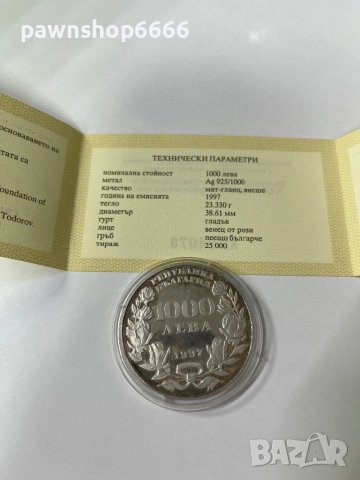 pawnshop6666
основаването на
тата са
oundation of
Todorov.
ТЕХНИЧЕСКИ ПАРАМЕТРИ
номинална стойност 1000 лева
метал Ag 925/1000
качество мат-гланц, висше
година на емисията 1997
тегло 23.330 г
диаметър 38.61 мм
гурт гладък
лице венец от рози
гръб пеещо българче
тираж 25 000
РЕПУБЛИКА
БЪЛГАРИЯ
1000
ЛЕВА
1997
BAZAR